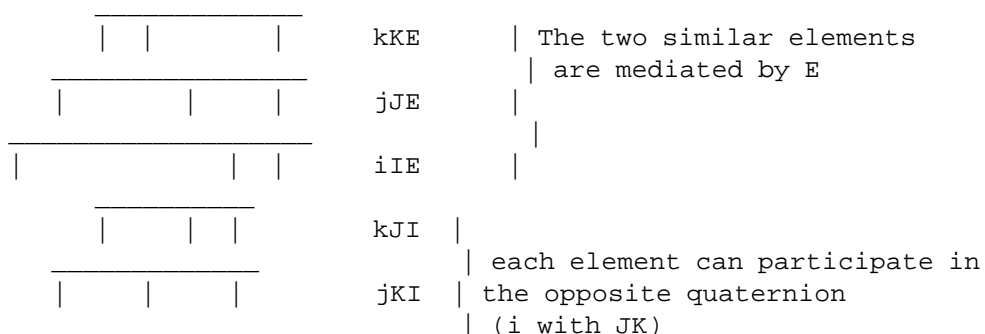 kKE | The two similar elements
| are mediated by E
jJE |
|
iIE |
kJI |
| each element can participate in
jKI | the opposite quaternion
| (i with JK)